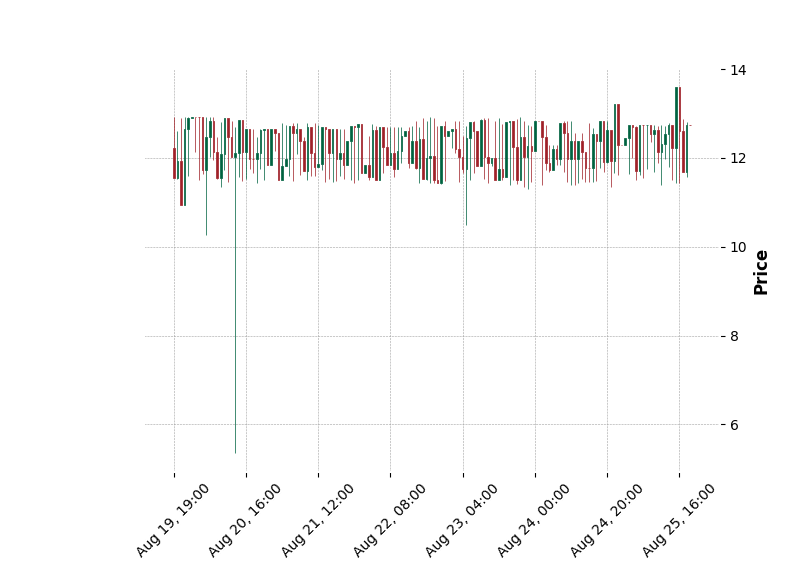 14
12
10
8
6
Price
Aug 19, 19:00
Aug 20, 16:00
Aug 21, 12:00
Aug 22, 08:00
Aug 23, 04:00
Aug 24, 00:00
Aug 24, 20:00
Aug 25, 16:00